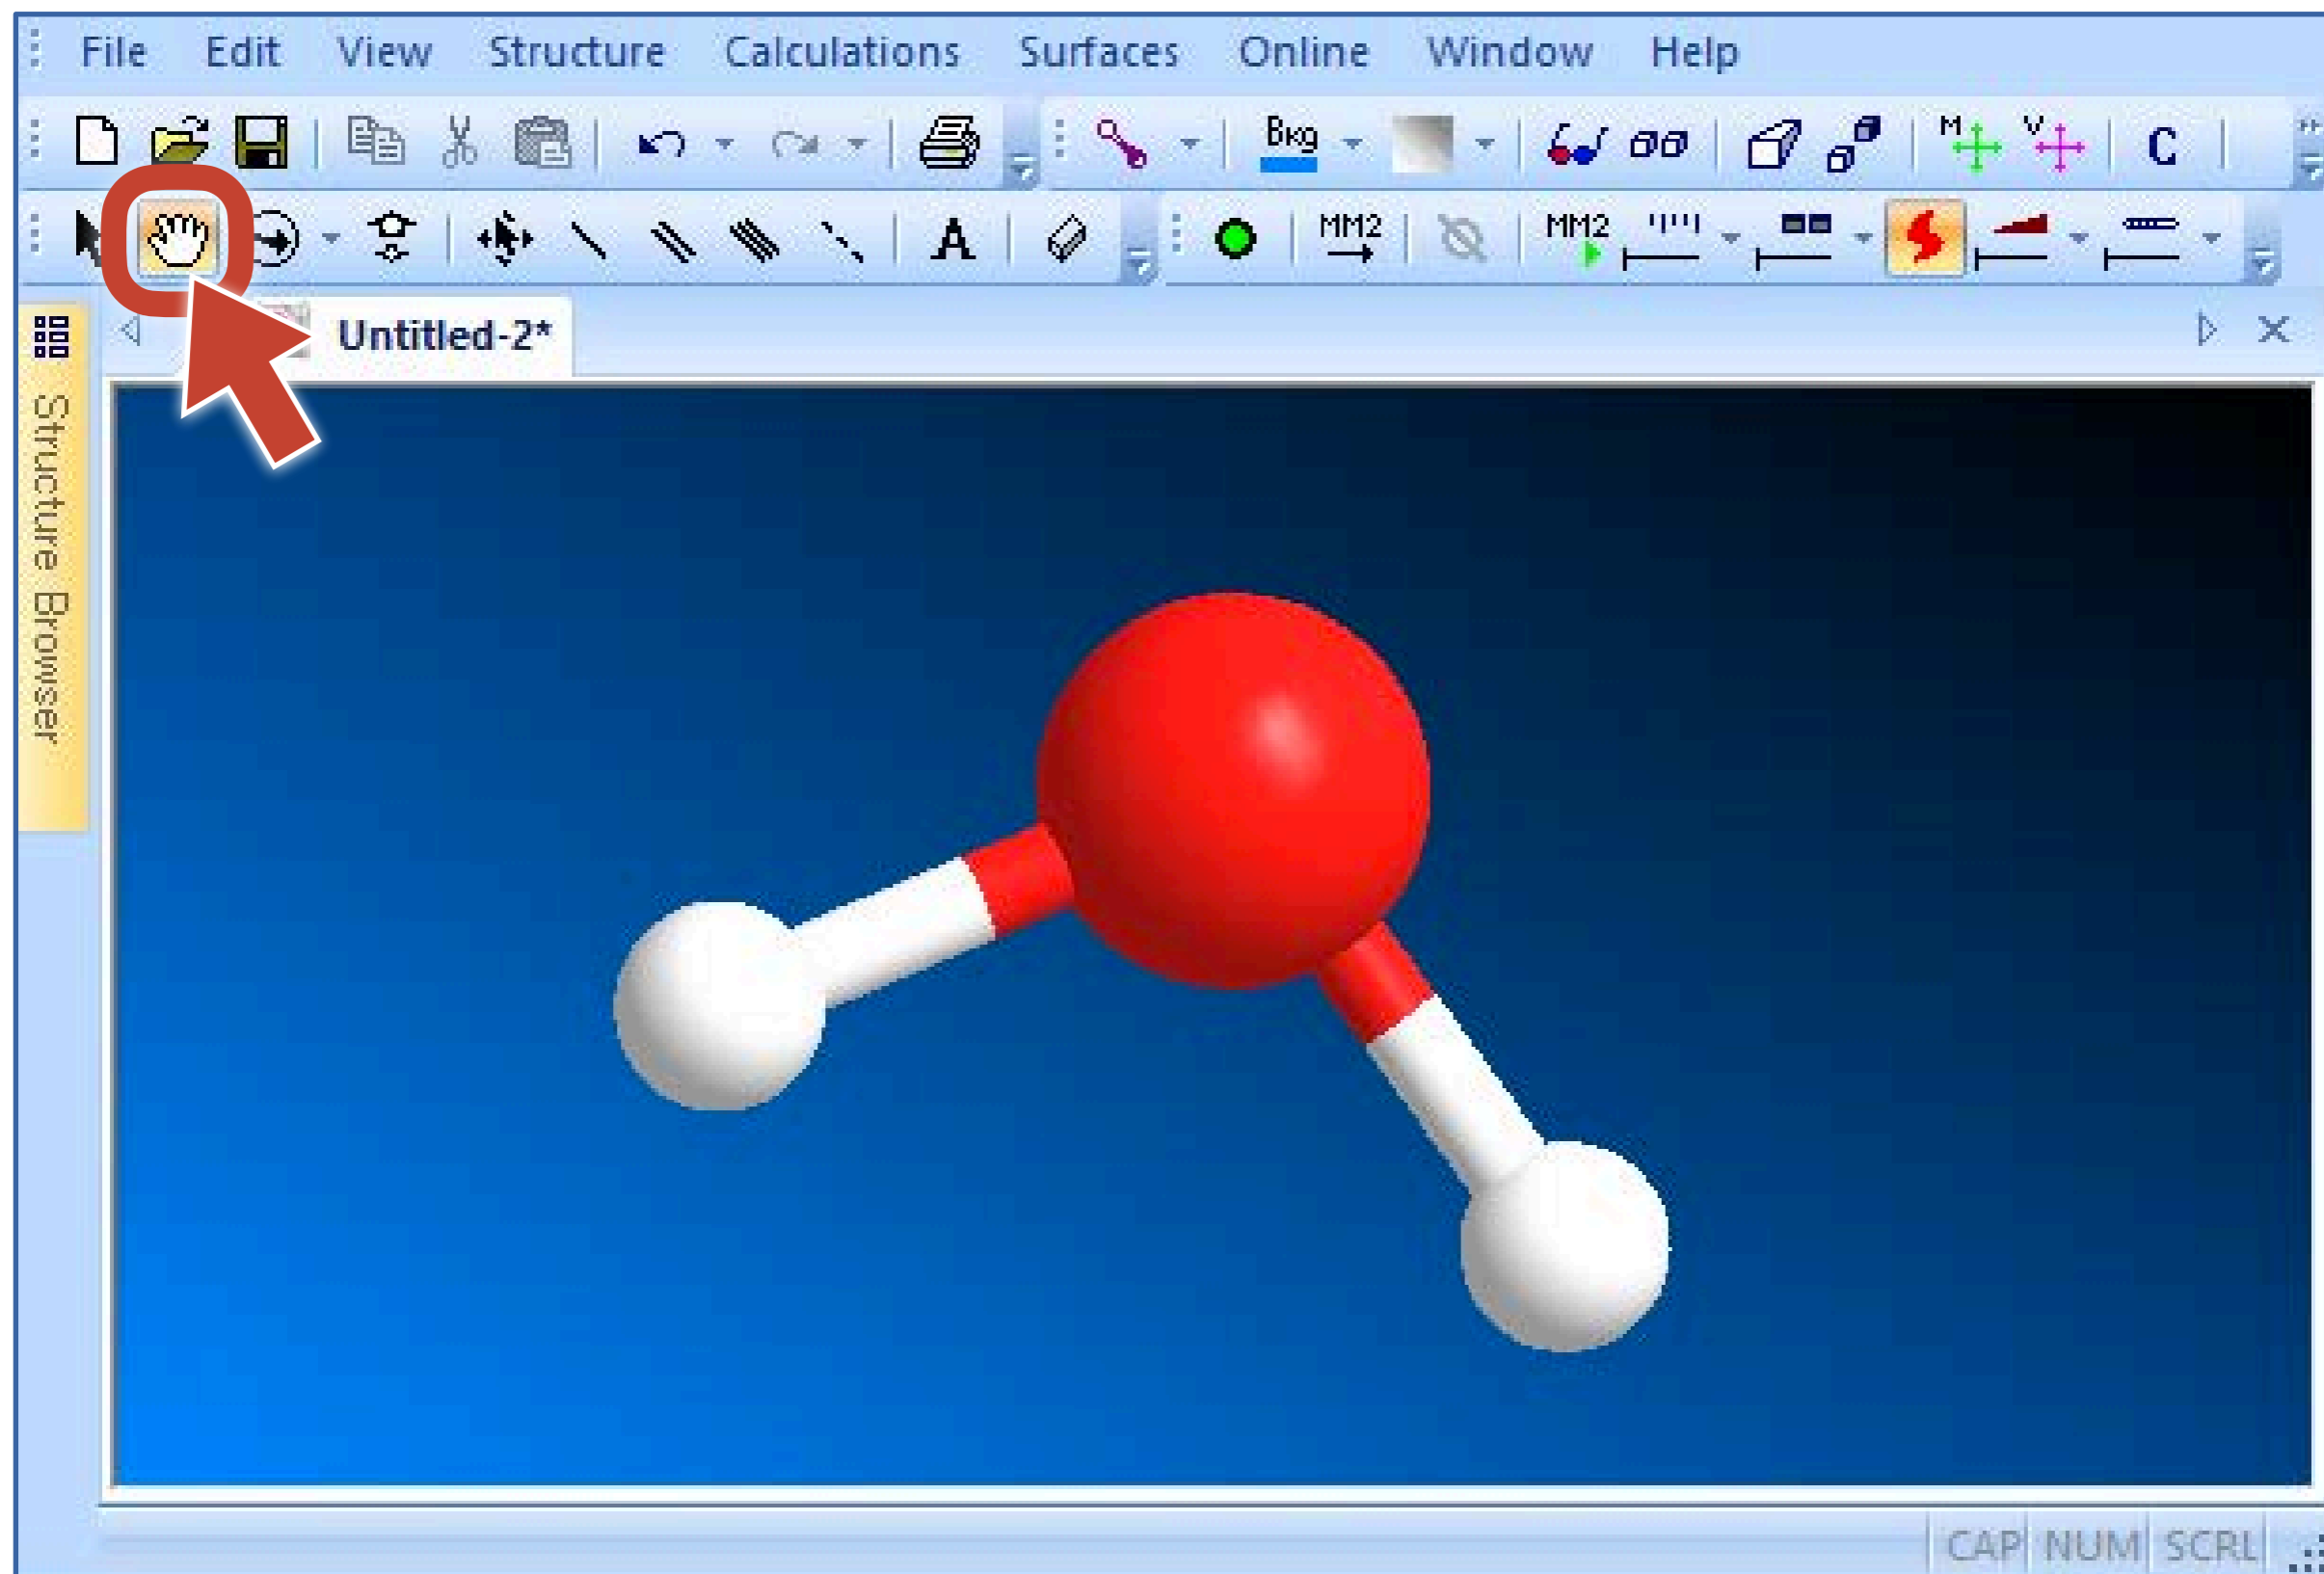 File Edit View Structure Calculations Surfaces Online Window Help
Bkg M V C
A MM2 MM2
Untitled-2*
Structure Browser
CAP NUM SCRL